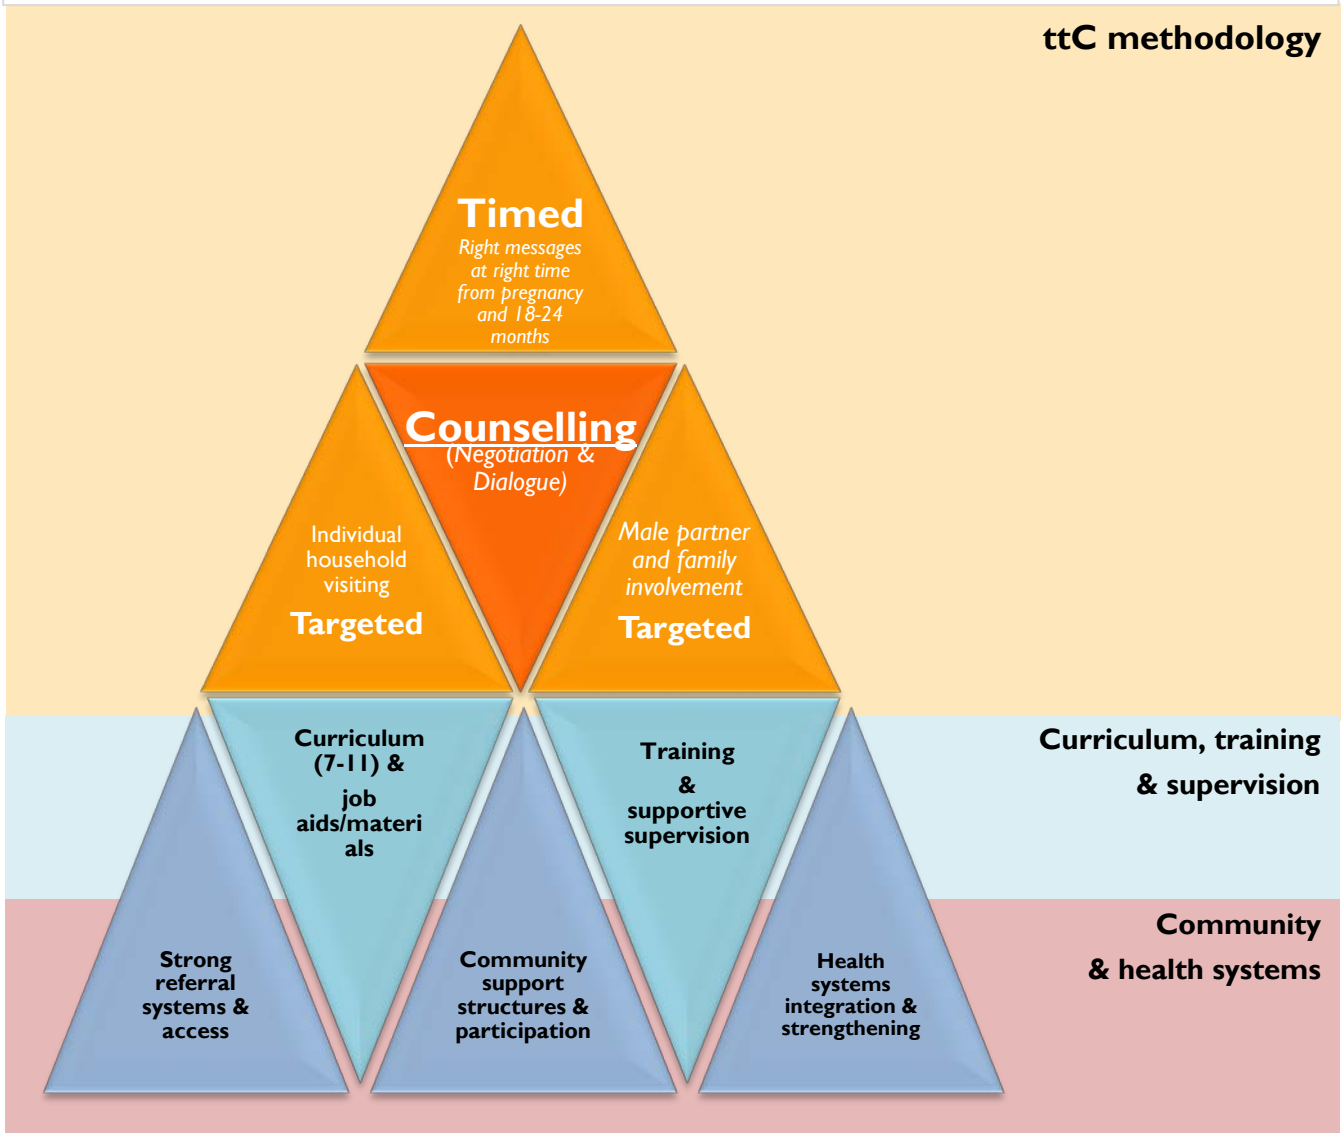 ttC methodology
Timed
Right messages
at right time
from pregnancy
and 18-24
months
Counselling
(Negotiation &
Dialogue)
Individual
household
visiting
Targeted
Male partner
and family
involvement
Targeted
Curriculum, training
& supervision
Curriculum
(7-11) &
job
aids/materi
als
Training
&
supportive
supervision
Community
& health systems
Strong
referral
systems &
access
Community
support
structures &
participation
Health
systems
integration &
strengthening